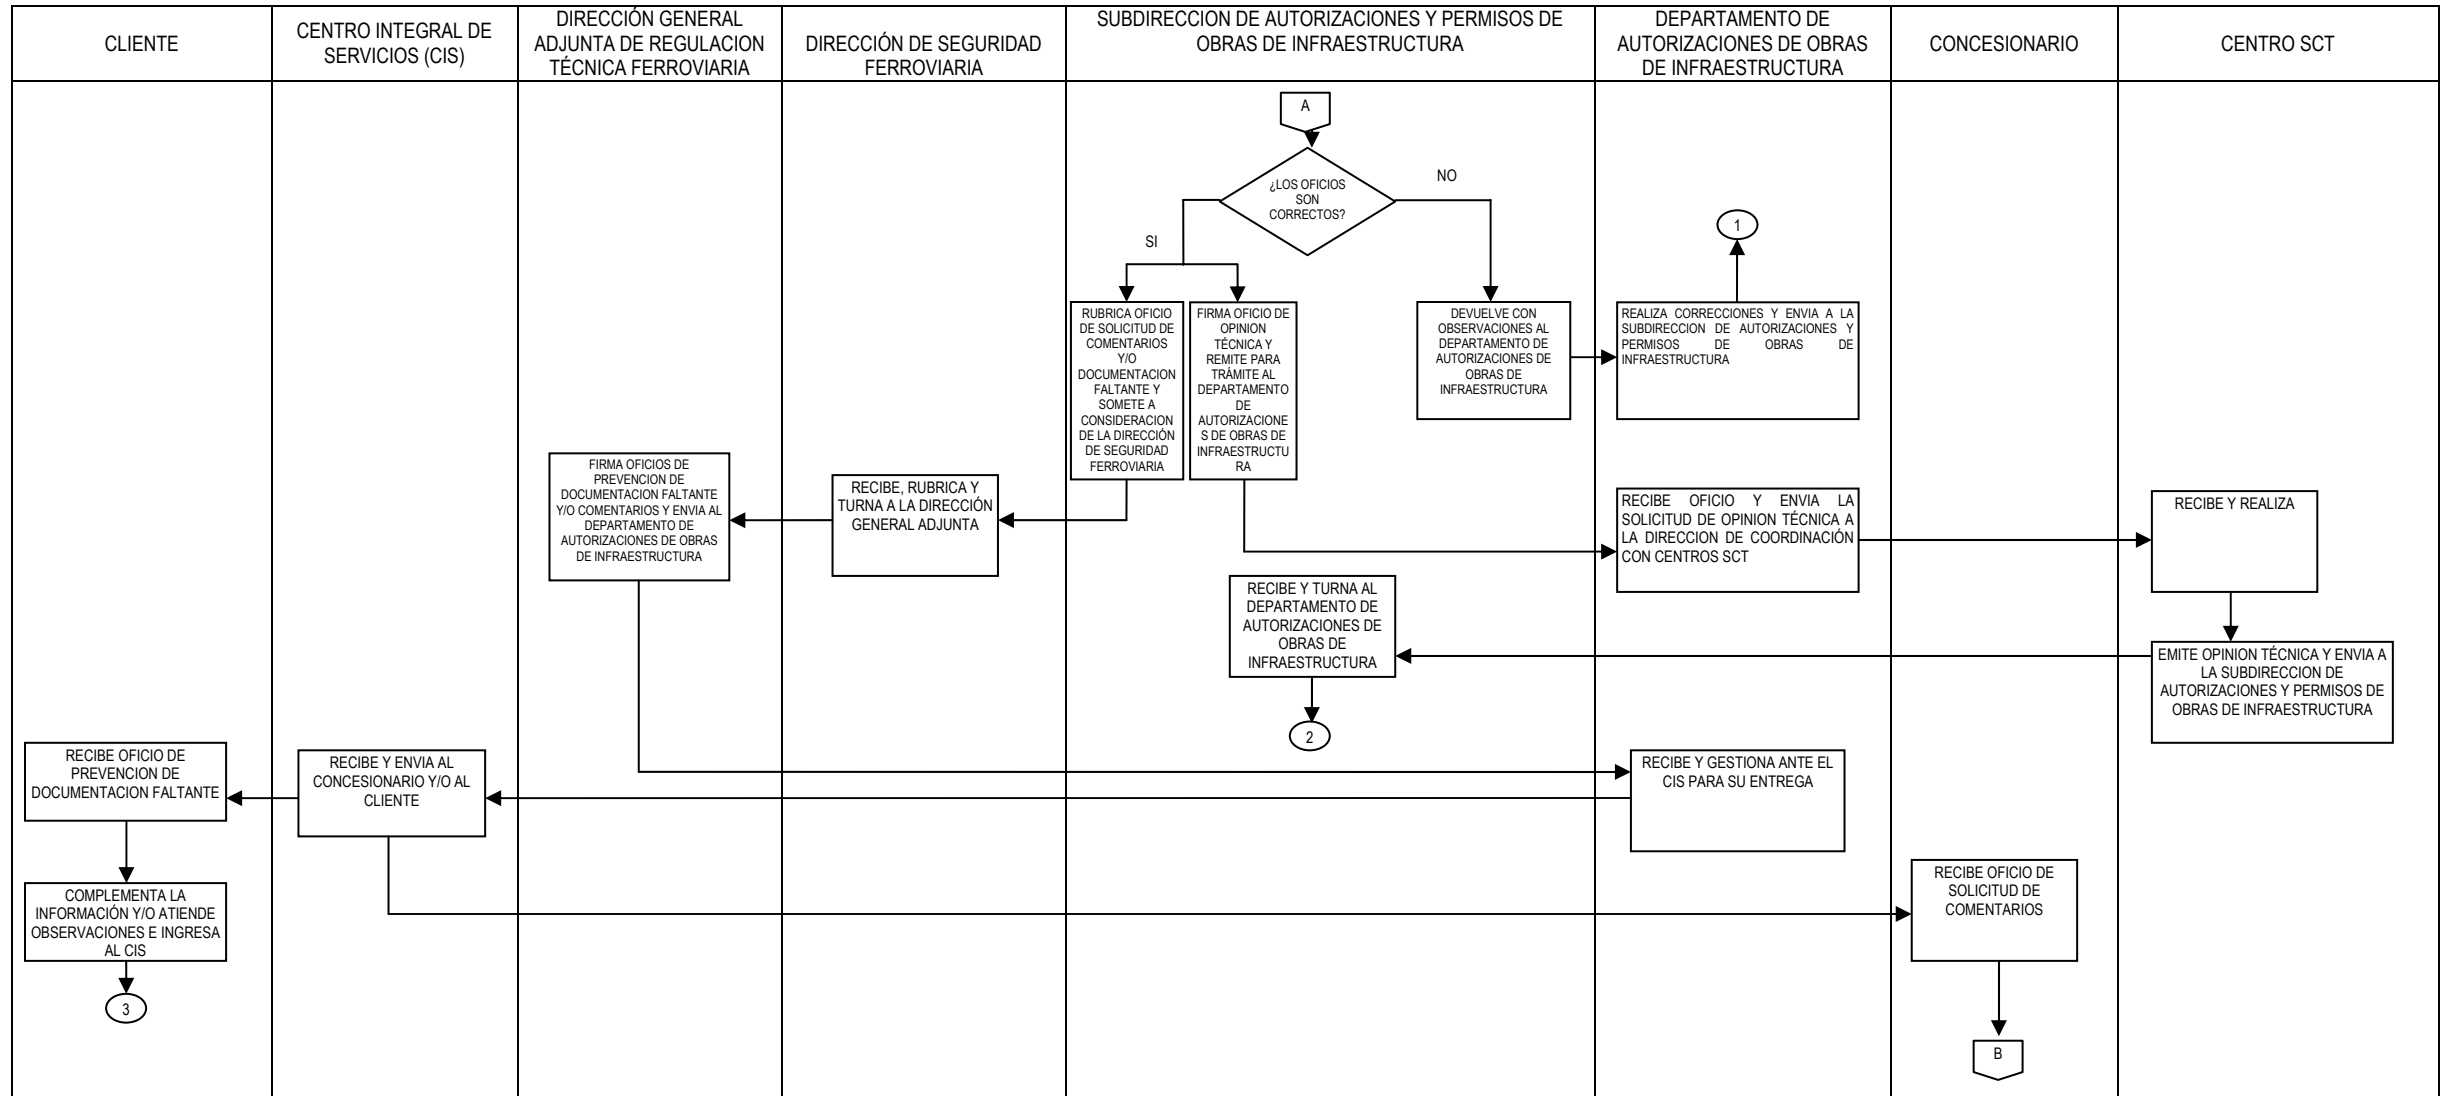 CLIENTE
CENTRO INTEGRAL DE
SERVICIOS (CIS)
DIRECCIÓN GENERAL
ADJUNTA DE REGULACION
TÉCNICA FERROVIARIA
DIRECCIÓN DE SEGURIDAD
FERROVIARIA
SUBDIRECCION DE AUTORIZACIONES Y PERMISOS DE
OBRAS DE INFRAESTRUCTURA
DEPARTAMENTO DE
AUTORIZACIONES DE OBRAS
DE INFRAESTRUCTURA
CONCESIONARIO
CENTRO SCT
A
¿LOS OFICIOS
SON
CORRECTOS?
NO
SI
1
RUBRICA OFICIO
DE SOLICITUD DE
COMENTARIOS
Y/O
DOCUMENTACION
FALTANTE Y
SOMETE A
CONSIDERACION
DE LA DIRECCIÓN
DE SEGURIDAD
FERROVIARIA
FIRMA OFICIO DE
OPINION
TÉCNICA Y
REMITE PARA
TRÁMITE AL
DEPARTAMENTO
DE
AUTORIZACIONE
S DE OBRAS DE
INFRAESTRUCTU
RA
DEVUELVE CON
OBSERVACIONES AL
DEPARTAMENTO DE
AUTORIZACIONES DE
OBRAS DE
INFRAESTRUCTURA
REALIZA CORRECCIONES Y ENVIA A LA
SUBDIRECCION DE AUTORIZACIONES Y
PERMISOS DE OBRAS DE
INFRAESTRUCTURA
FIRMA OFICIOS DE
PREVENCION DE
DOCUMENTACION FALTANTE
Y/O COMENTARIOS Y ENVIA AL
DEPARTAMENTO DE
AUTORIZACIONES DE OBRAS
DE INFRAESTRUCTURA
RECIBE, RUBRICA Y
TURNA A LA DIRECCIÓN
GENERAL ADJUNTA
RECIBE OFICIO Y ENVIA LA
SOLICITUD DE OPINION TÉCNICA A
LA DIRECCION DE COORDINACIÓN
CON CENTROS SCT
RECIBE Y REALIZA
RECIBE Y TURNA AL
DEPARTAMENTO DE
AUTORIZACIONES DE
OBRAS DE
INFRAESTRUCTURA
EMITE OPINION TÉCNICA Y ENVIA A
LA SUBDIRECCION DE
AUTORIZACIONES Y PERMISOS DE
OBRAS DE INFRAESTRUCTURA
2
RECIBE OFICIO DE
PREVENCION DE
DOCUMENTACION FALTANTE
RECIBE Y ENVIA AL
CONCESIONARIO Y/O AL
CLIENTE
RECIBE Y GESTIONA ANTE EL
CIS PARA SU ENTREGA
RECIBE OFICIO DE
SOLICITUD DE
COMENTARIOS
COMPLEMENTA LA
INFORMACIÓN Y/O ATIENDE
OBSERVACIONES E INGRESA
AL CIS
3
B